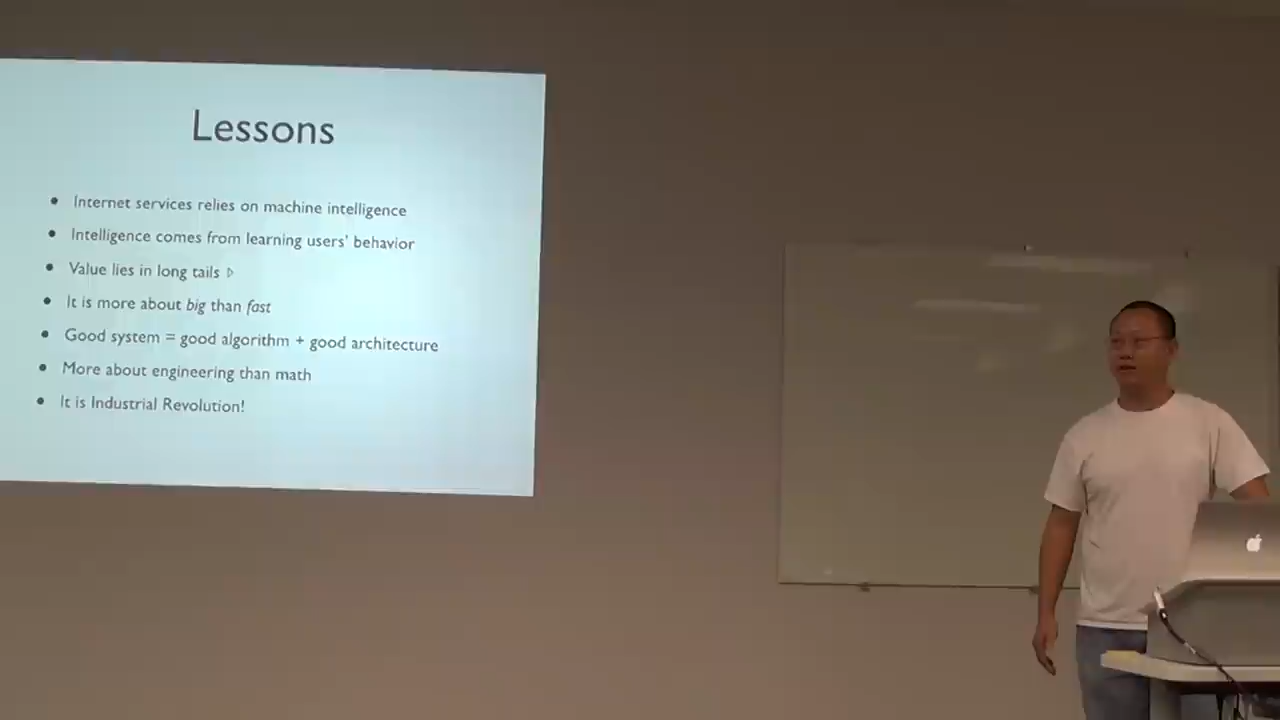 Lessons
• Internet services relies on machine intelligence
• Intelligence comes from learning users' behavior
• Value lies in long tails ▷
• It is more about big than fast
• Good system = good algorithm + good architecture
• More about engineering than math
• It is Industrial Revolution!